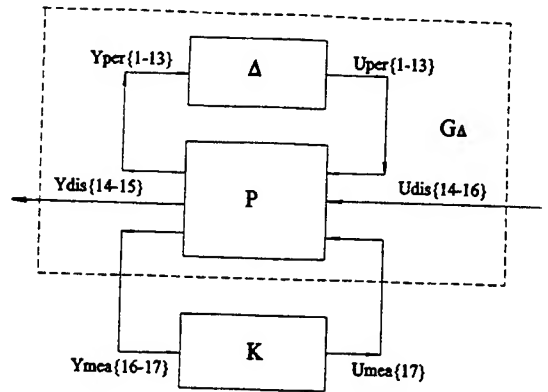 Yper{1-13}
Δ
Uper{1-13}
GΔ
Ydis{14-15}
P
Udis{14-16}
Ymea{16-17}
K
Umea{17}